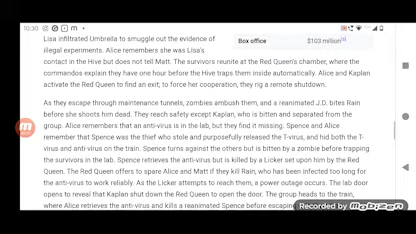 10:30
Lisa infiltrated Umbrella to smuggle out the evidence of
illegal experiments. Alice remembers she was Lisa's
contact in the Hive but does not tell Matt. The survivors reunite at the Red Queen's chamber, where the
commandos explain they have one hour before the Hive traps them inside automatically. Alice and Kaplan
activate the Red Queen to find an exit; to force her cooperation, they rig a remote shutdown.
Box office $103 million[5]
As they escape through maintenance tunnels, zombies ambush them, and a reanimated J.D. bites Rain
before she shoots him dead. They reach safety except Kaplan, who is bitten and separated from the
group. Alice remembers that an anti-virus is in the lab, but they find it missing. Spence and Alice
remember that Spence was the thief who stole and purposefully released the T-virus, and hid both the T-
virus and anti-virus on the train. Spence turns against the others but is bitten by a zombie before trapping
the survivors in the lab. Spence retrieves the anti-virus but is killed by a Licker set upon him by the Red
Queen. The Red Queen offers to spare Alice and Matt if they kill Rain, who has been infected too long for
the anti-virus to work reliably. As the Licker attempts to reach them, a power outage occurs. The lab door
opens to reveal that Kaplan shut down the Red Queen to open the door. The group heads to the train,
where Alice retrieves the anti-virus and kills a reanimated Spence before escaping
Recorded by Mobizen